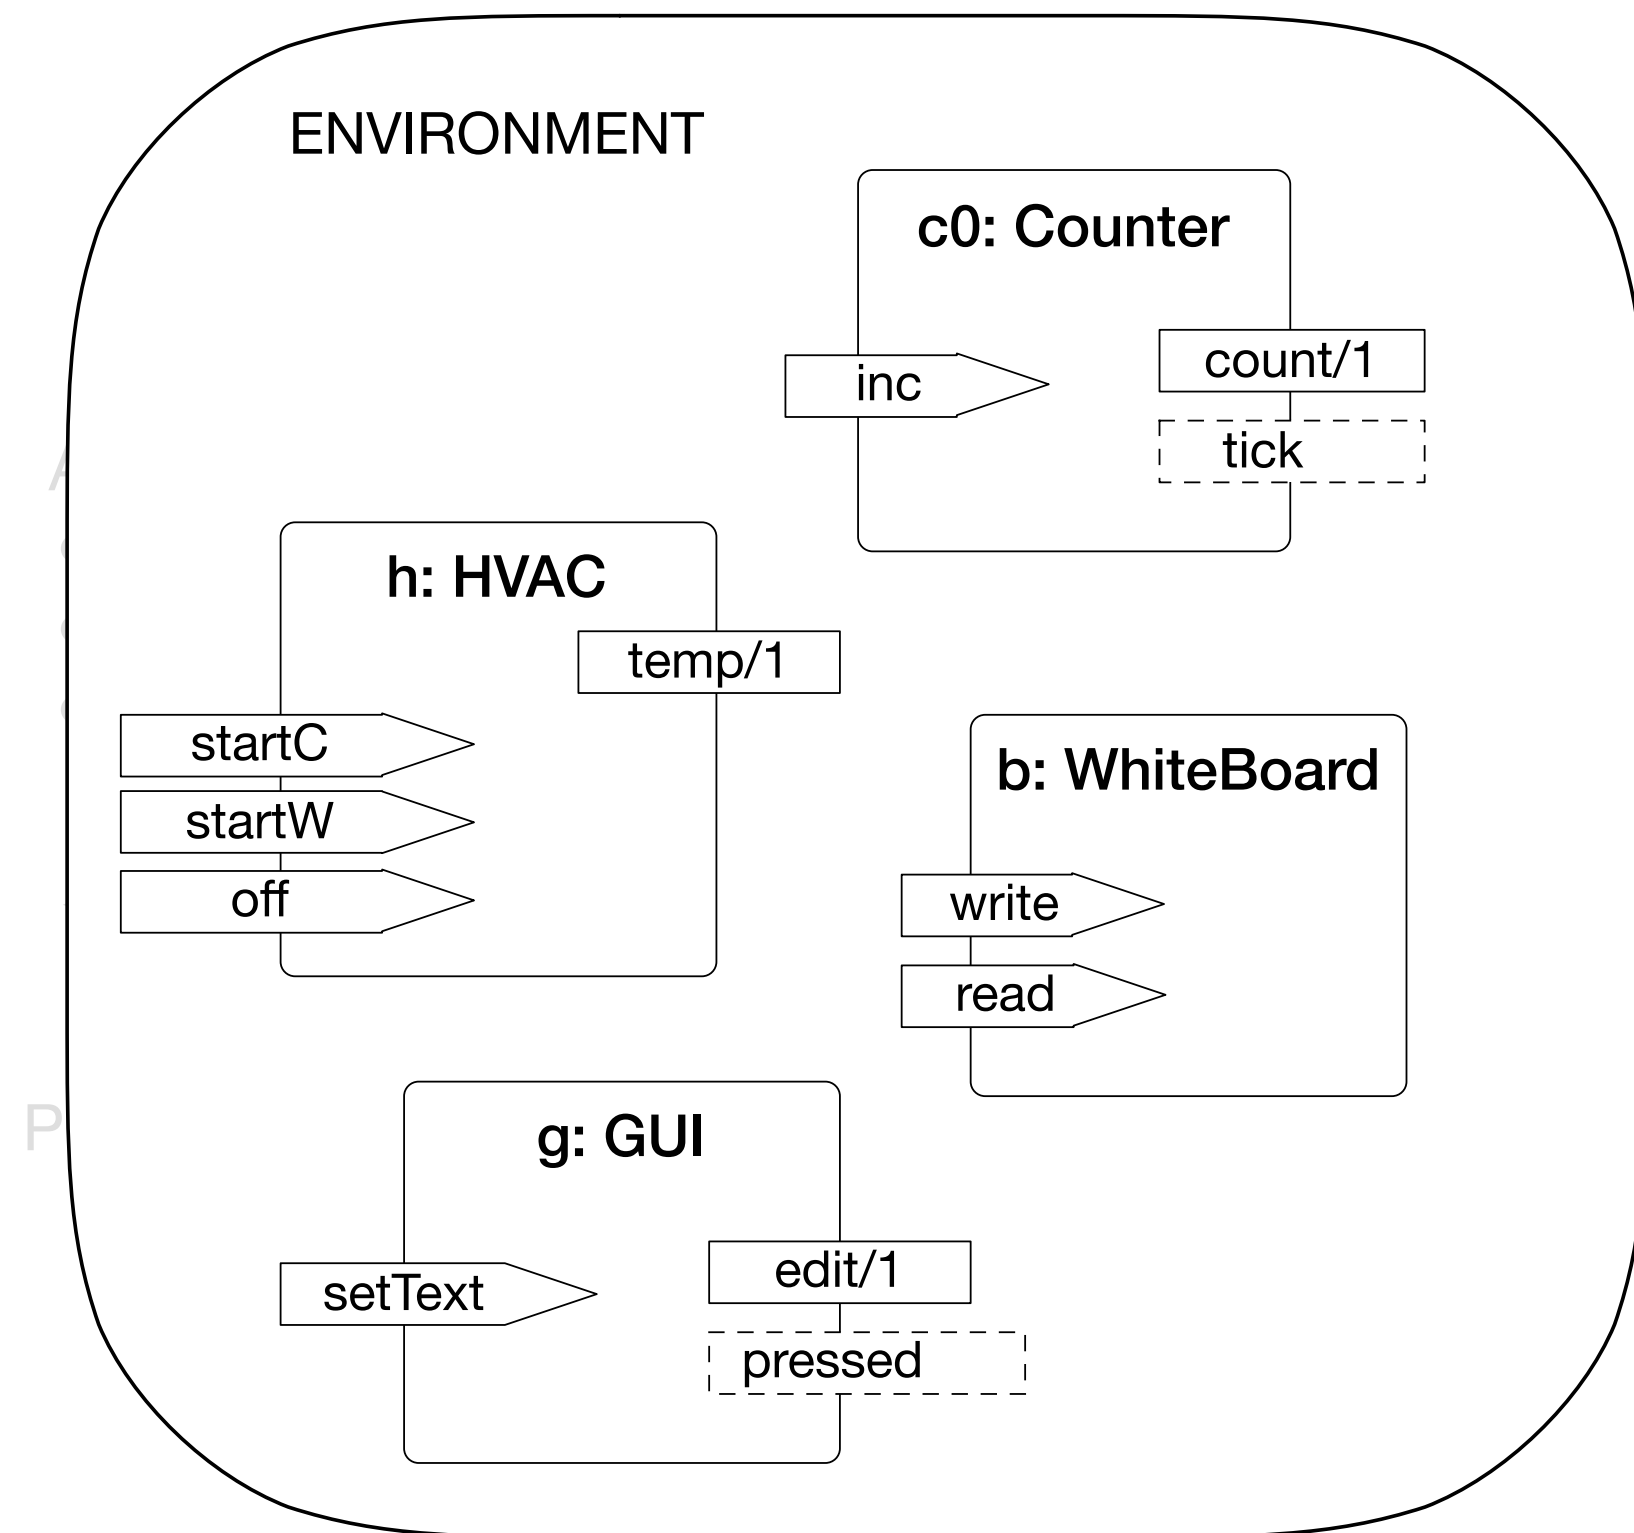 ENVIRONMENT
c0: Counter
count/1
inc
tick
h: HVAC
temp/1
startC
startW
off
b: WhiteBoard
write
read
g: GUI
edit/1
setText
pressed
P